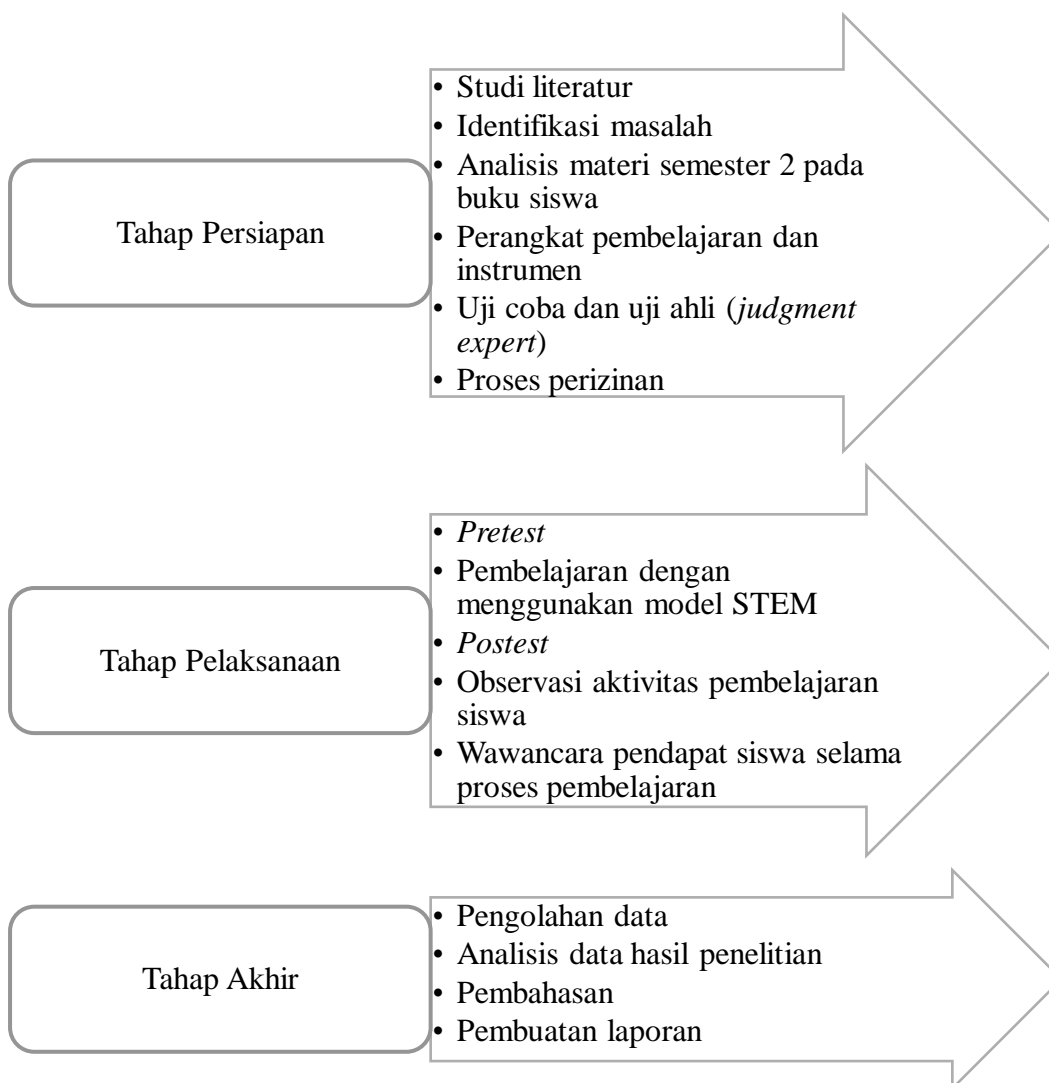 Tahap Persiapan
• Studi literatur
• Identifikasi masalah
• Analisis materi semester 2 pada
buku siswa
• Perangkat pembelajaran dan
instrumen
• Uji coba dan uji ahli (judgment
expert)
• Proses perizinan
Tahap Pelaksanaan
• Pretest
• Pembelajaran dengan
menggunakan model STEM
• Postest
• Observasi aktivitas pembelajaran
siswa
• Wawancara pendapat siswa selama
proses pembelajaran
Tahap Akhir
• Pengolahan data
• Analisis data hasil penelitian
• Pembahasan
• Pembuatan laporan